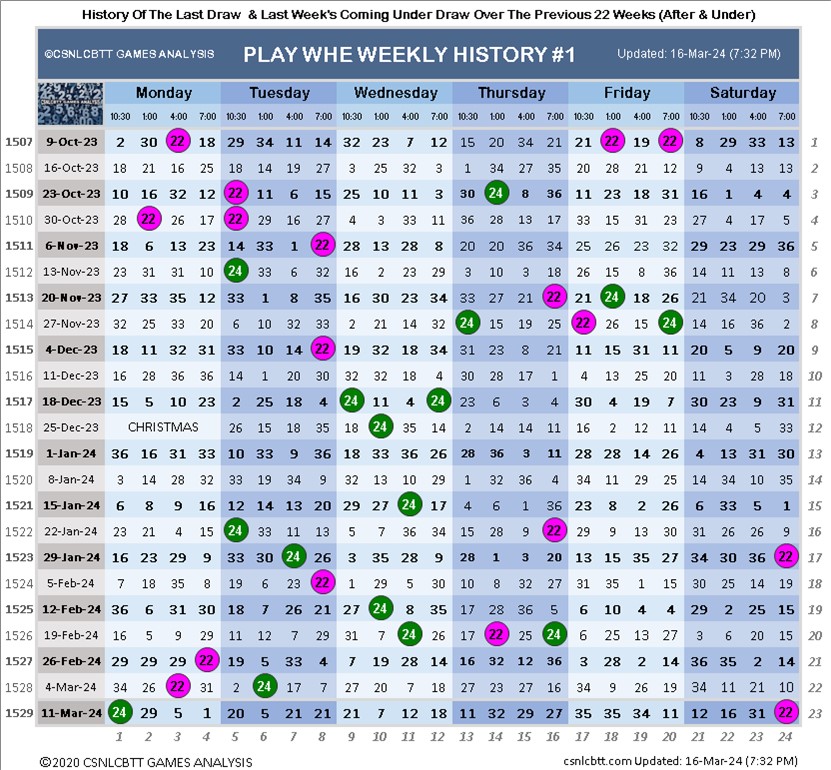 History Of The Last Draw & Last Week's Coming Under Draw Over The Previous 22 Weeks (After & Under)
©CSNLCBTT GAMES ANALYSIS PLAY WHE WEEKLY HISTORY #1 Updated: 16-Mar-24 (7:32 PM)
Monday Tuesday Wednesday Thursday Friday Saturday
10:30 1:00 4:00 7:00 10:30 1:00 4:00 7:00 10:30 1:00 4:00 7:00 10:30 1:00 4:00 7:00 10:30 1:00 4:00 7:00 10:30 1:00 4:00 7:00
1507 9-Oct-23 2 30 22 18 29 34 11 14 32 23 7 12 15 20 34 21 21 22 19 22 8 29 33 13 1
1508 16-Oct-23 18 21 16 25 18 14 19 27 3 25 32 3 1 34 27 35 20 28 21 12 9 4 13 13 2
1509 23-Oct-23 10 16 32 12 22 11 6 15 25 10 11 3 30 24 8 36 11 23 18 31 16 1 4 4 3
1510 30-Oct-23 28 22 26 17 22 29 16 27 4 3 33 11 36 28 13 17 33 15 31 23 27 4 17 5 4
1511 6-Nov-23 18 6 13 23 14 33 1 22 28 13 28 8 20 20 36 34 25 26 23 32 29 23 29 36 5
1512 13-Nov-23 23 31 31 10 24 33 6 32 16 2 23 29 3 10 3 18 26 15 8 36 14 11 13 8 6
1513 20-Nov-23 27 33 35 12 33 1 8 35 16 30 23 34 33 27 21 22 21 24 18 26 21 34 20 3 7
1514 27-Nov-23 32 25 33 20 6 10 32 33 2 21 14 32 24 15 19 25 22 26 15 24 14 16 36 2 8
1515 4-Dec-23 18 11 32 31 33 10 14 22 19 32 18 34 31 23 8 21 11 15 31 11 20 5 9 20 9
1516 11-Dec-23 16 28 36 36 14 1 20 30 32 32 18 4 30 28 17 1 4 13 25 20 11 3 28 18 10
1517 18-Dec-23 15 5 10 23 2 25 18 4 24 11 4 24 23 6 3 4 30 4 19 7 30 23 9 31 11
1518 25-Dec-23 CHRISTMAS 26 15 18 35 18 24 35 14 2 14 14 11 16 2 12 11 14 4 5 33 12
1519 1-Jan-24 36 16 31 33 10 33 9 36 18 33 36 26 28 36 3 11 34 28 28 26 4 13 31 30 13
1520 8-Jan-24 3 14 28 32 33 15 34 34 32 13 10 29 1 32 36 4 34 11 29 25 14 34 10 35 14
1521 15-Jan-24 6 8 9 16 12 14 13 20 29 27 24 17 4 6 1 36 23 8 2 26 6 33 5 1 15
1522 22-Jan-24 23 21 4 15 24 33 11 13 5 7 36 34 15 28 9 22 29 9 13 30 31 26 26 9 16
1523 29-Jan-24 16 23 29 9 33 30 24 26 3 35 28 9 28 1 3 20 13 15 35 27 34 30 36 22 17
1524 5-Feb-24 7 18 35 8 19 6 23 22 1 29 5 30 10 8 32 27 31 35 1 15 30 25 14 19 18
1525 12-Feb-24 36 6 31 30 18 7 26 21 27 24 8 35 17 28 36 5 6 10 4 4 29 2 25 15 19
1526 19-Feb-24 16 5 9 29 11 12 7 29 31 7 24 26 17 22 25 24 6 25 13 27 3 6 20 15 20
1527 26-Feb-24 29 29 29 22 19 5 33 4 7 19 28 14 16 32 12 36 3 28 2 14 36 35 2 14 21
1528 4-Mar-24 34 26 22 31 2 24 17 7 27 20 7 18 27 23 27 16 34 9 26 19 34 11 21 10 22
1529 11-Mar-24 24 29 5 1 20 5 21 21 21 7 12 18 11 32 29 27 35 35 34 11 12 16 31 22 23
1 2 3 4 5 6 7 8 9 10 11 12 13 14 15 16 17 18 19 20 21 22 23 24
©2020 CSNLCBTT GAMES ANALYSIS csnlcbtt.com Updated: 16-Mar-24 (7:32 PM)